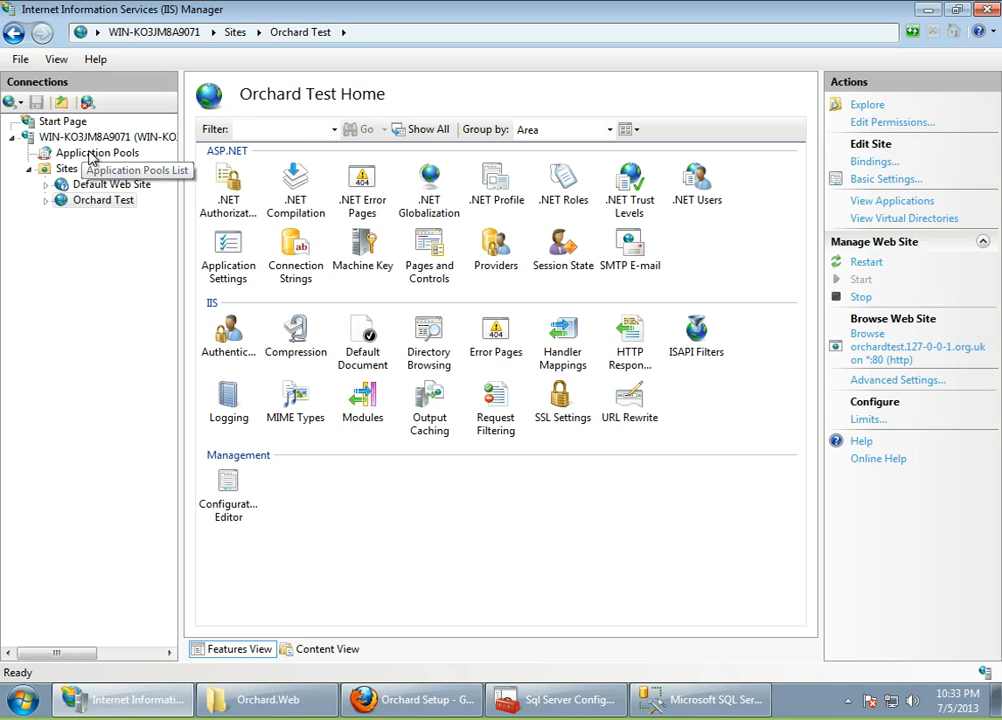 Internet Information Services (IIS) Manager
WIN-KO3JM8A9071 Sites Orchard Test
File View Help
Connections
Start Page
WIN-KO3JM8A9071 (WIN-KO
Application Pools
Sites
Application Pools List
Default Web Site
Orchard Test
Orchard Test Home
Filter: Go Show All Group by: Area
ASP.NET
.NET Authorizat...
.NET Compilation
.NET Error Pages
.NET Globalization
.NET Profile
.NET Roles
.NET Trust Levels
.NET Users
Application Settings
Connection Strings
Machine Key
Pages and Controls
Providers
Session State
SMTP E-mail
IIS
Authentic...
Compression
Default Document
Directory Browsing
Error Pages
Handler Mappings
HTTP Respon...
ISAPI Filters
Logging
MIME Types
Modules
Output Caching
Request Filtering
SSL Settings
URL Rewrite
Management
Configurat... Editor
Features View Content View
Actions
Explore
Edit Permissions...
Edit Site
Bindings...
Basic Settings...
View Applications
View Virtual Directories
Manage Web Site
Restart
Start
Stop
Browse Web Site
Browse
orchardtest.127-0-0-1.org.uk
on *:80 (http)
Advanced Settings...
Configure
Limits...
Help
Online Help
Ready
Internet Informati...
Orchard.Web
Orchard Setup - G...
Sql Server Config...
Microsoft SQL Ser...
10:33 PM
7/5/2013